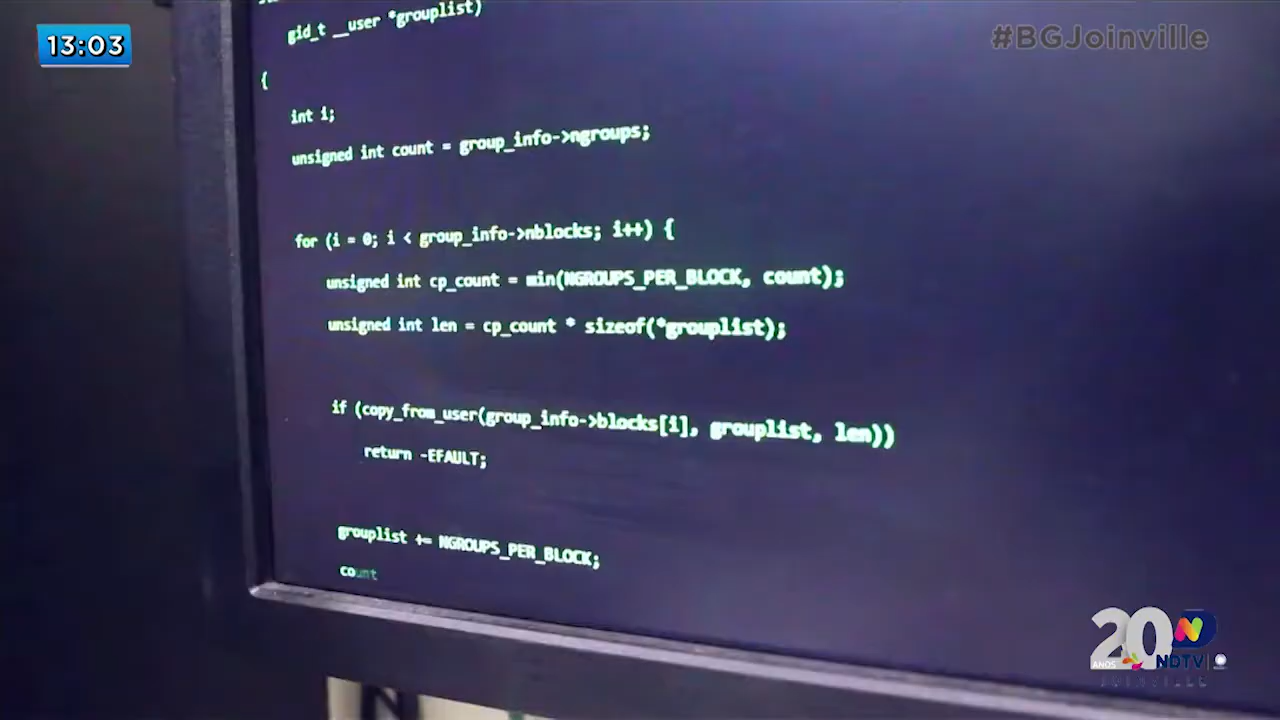 13:03
#BGJoinville
gid_t __user *grouplist)
{
int i;
unsigned int count = group_info->ngroups;
for (i = 0; i < group_info->nblocks; i++) {
unsigned int cp_count = min(NGROUPS_PER_BLOCK, count);
unsigned int len = cp_count * sizeof(*grouplist);
if (copy_from_user(group_info->blocks[i], grouplist, len))
return -EFAULT;
grouplist += NGROUPS_PER_BLOCK;
count
20
ANOS
NDTV
JOINVILLE